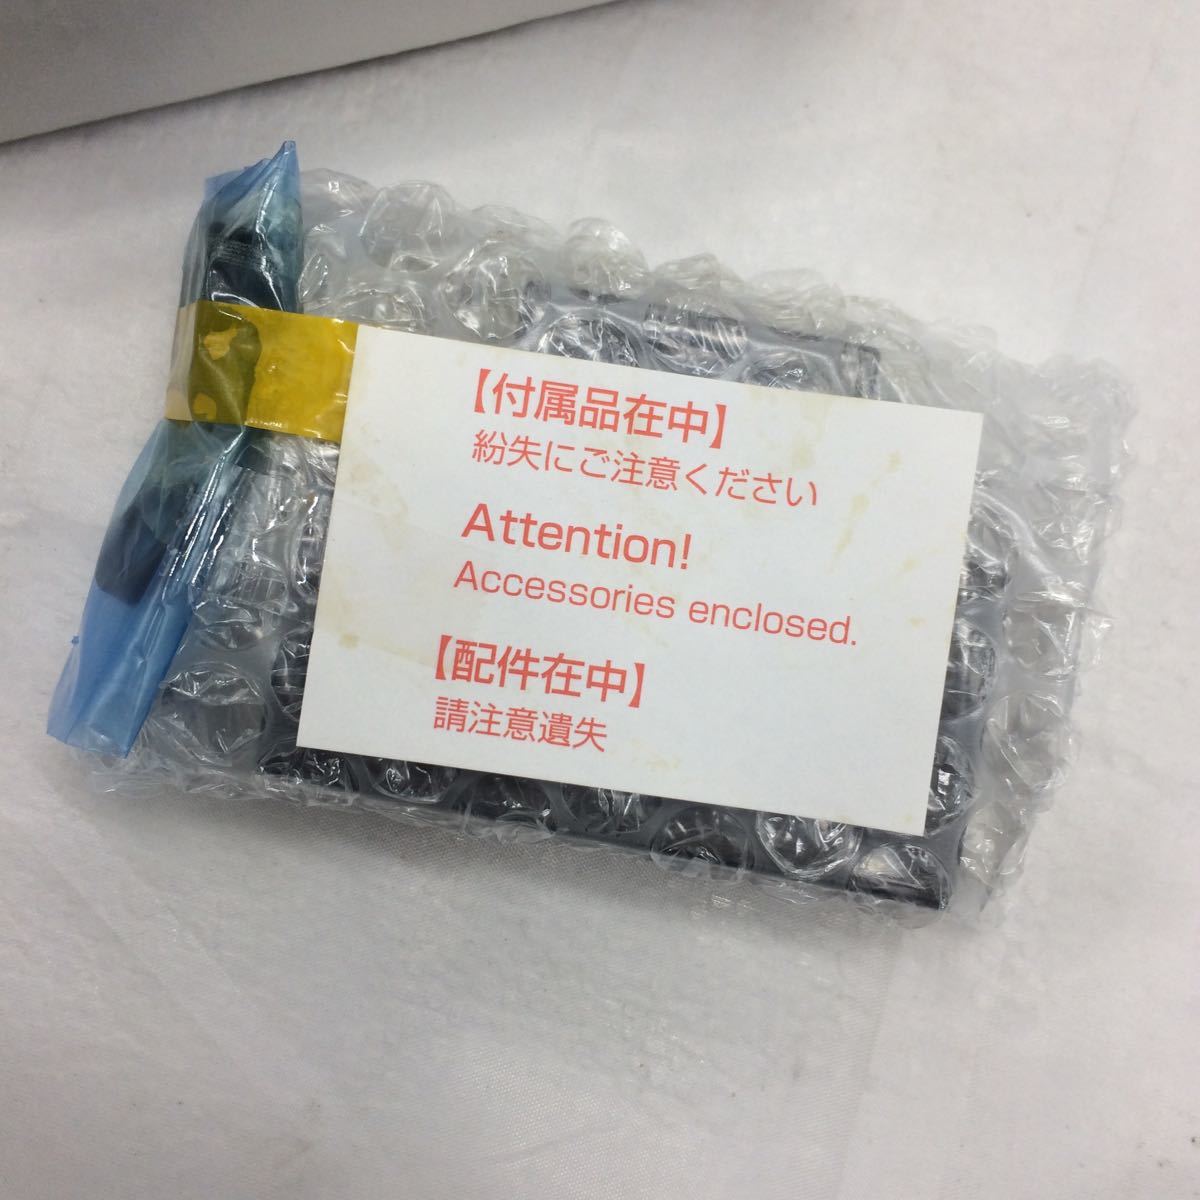 【付属品在中】
紛失にご注意ください
Attention!
Accessories enclosed.
【配件在中】
請注意遺失